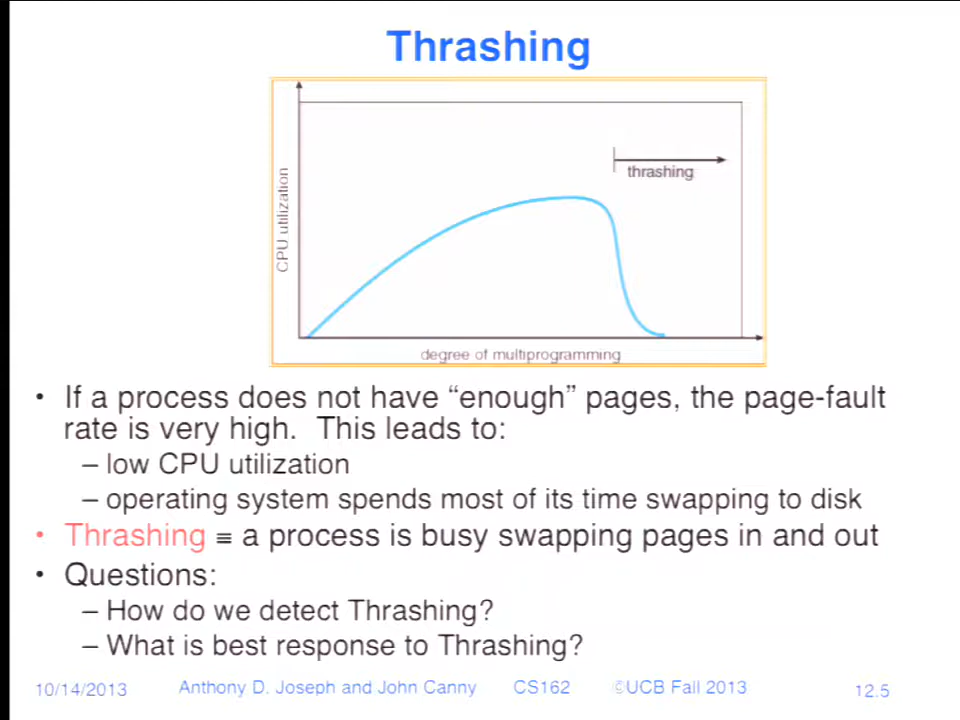 Thrashing
CPU utilization
thrashing
degree of multiprogramming
• If a process does not have “enough” pages, the page-fault
rate is very high.  This leads to:
– low CPU utilization
– operating system spends most of its time swapping to disk
• Thrashing ≡ a process is busy swapping pages in and out
• Questions:
– How do we detect Thrashing?
– What is best response to Thrashing?
10/14/2013 Anthony D. Joseph and John Canny CS162 ©UCB Fall 2013 12.5